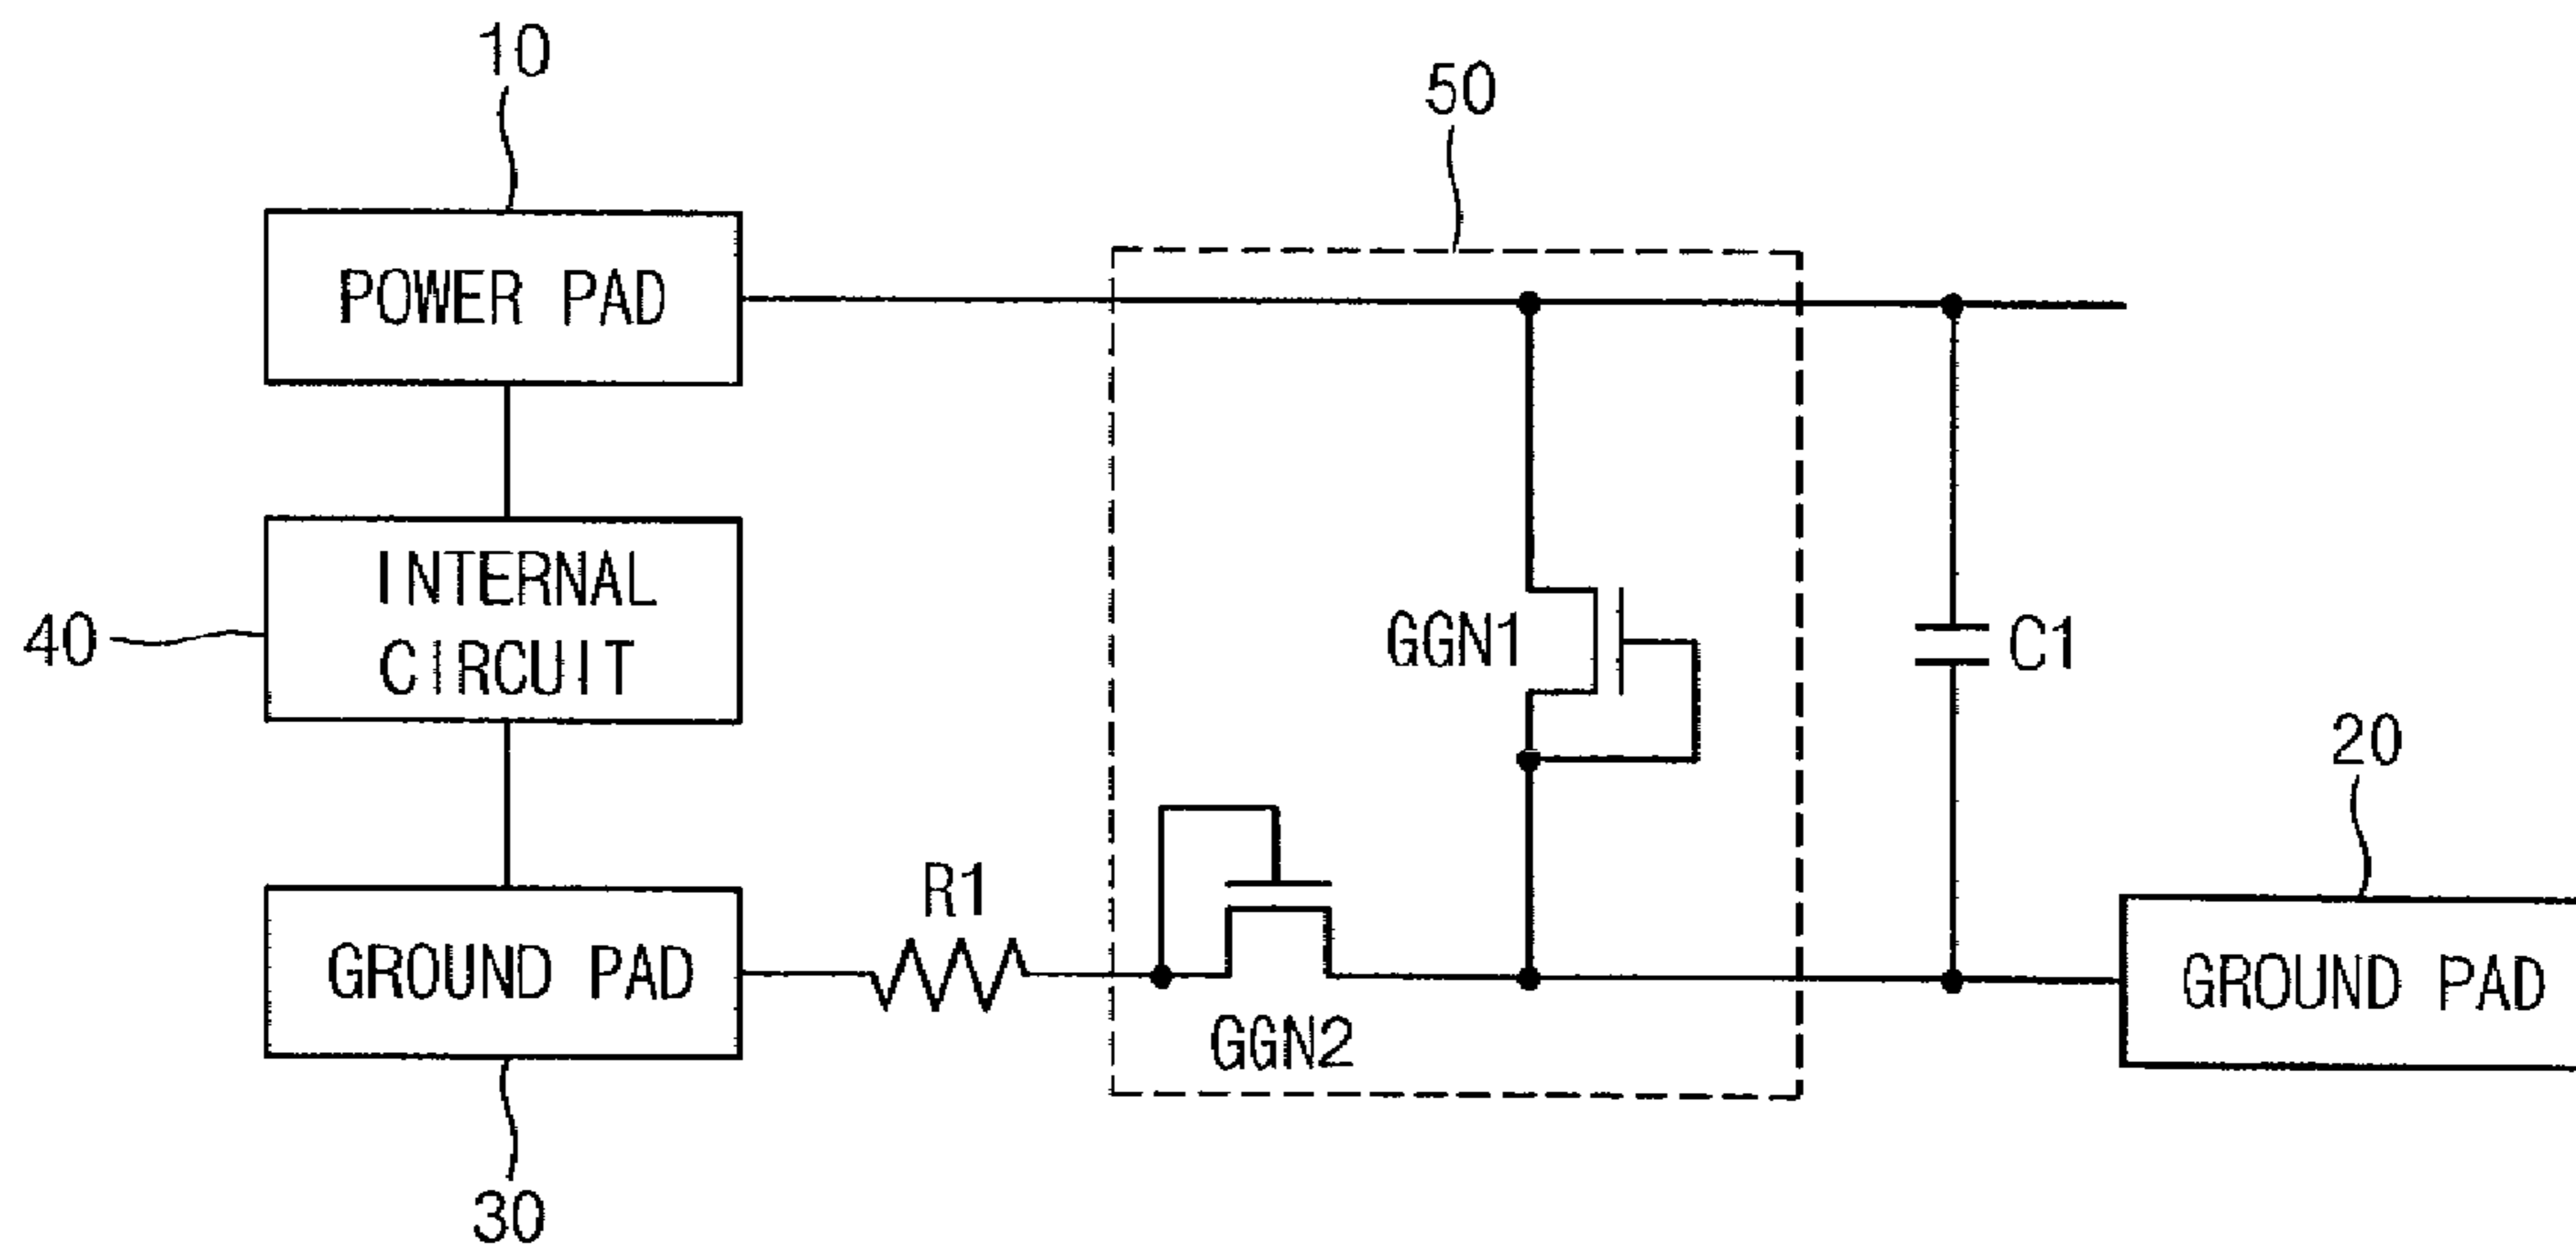 10
50
POWER PAD
INTERNAL
CIRCUIT
40
GGN1
C1
20
R1
GROUND PAD
GROUND PAD
GGN2
30